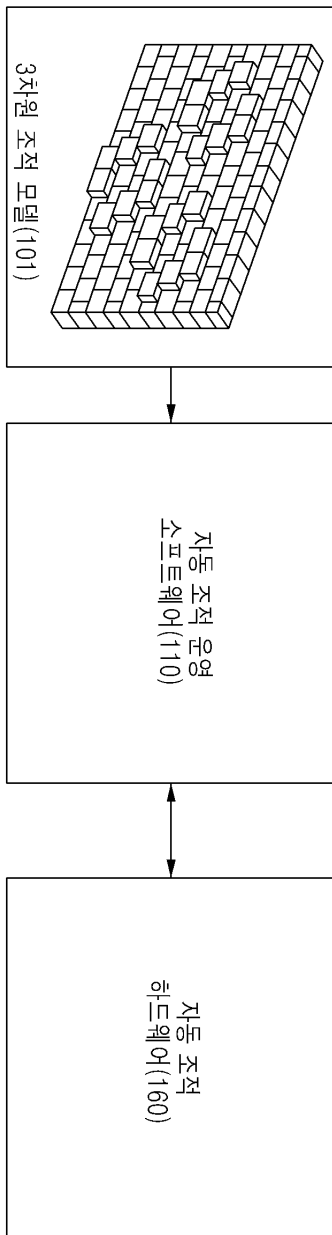 3차원 조적 모델(101)
자동 조적 운영
소프트웨어(110)
자동 조적
하드웨어(160)